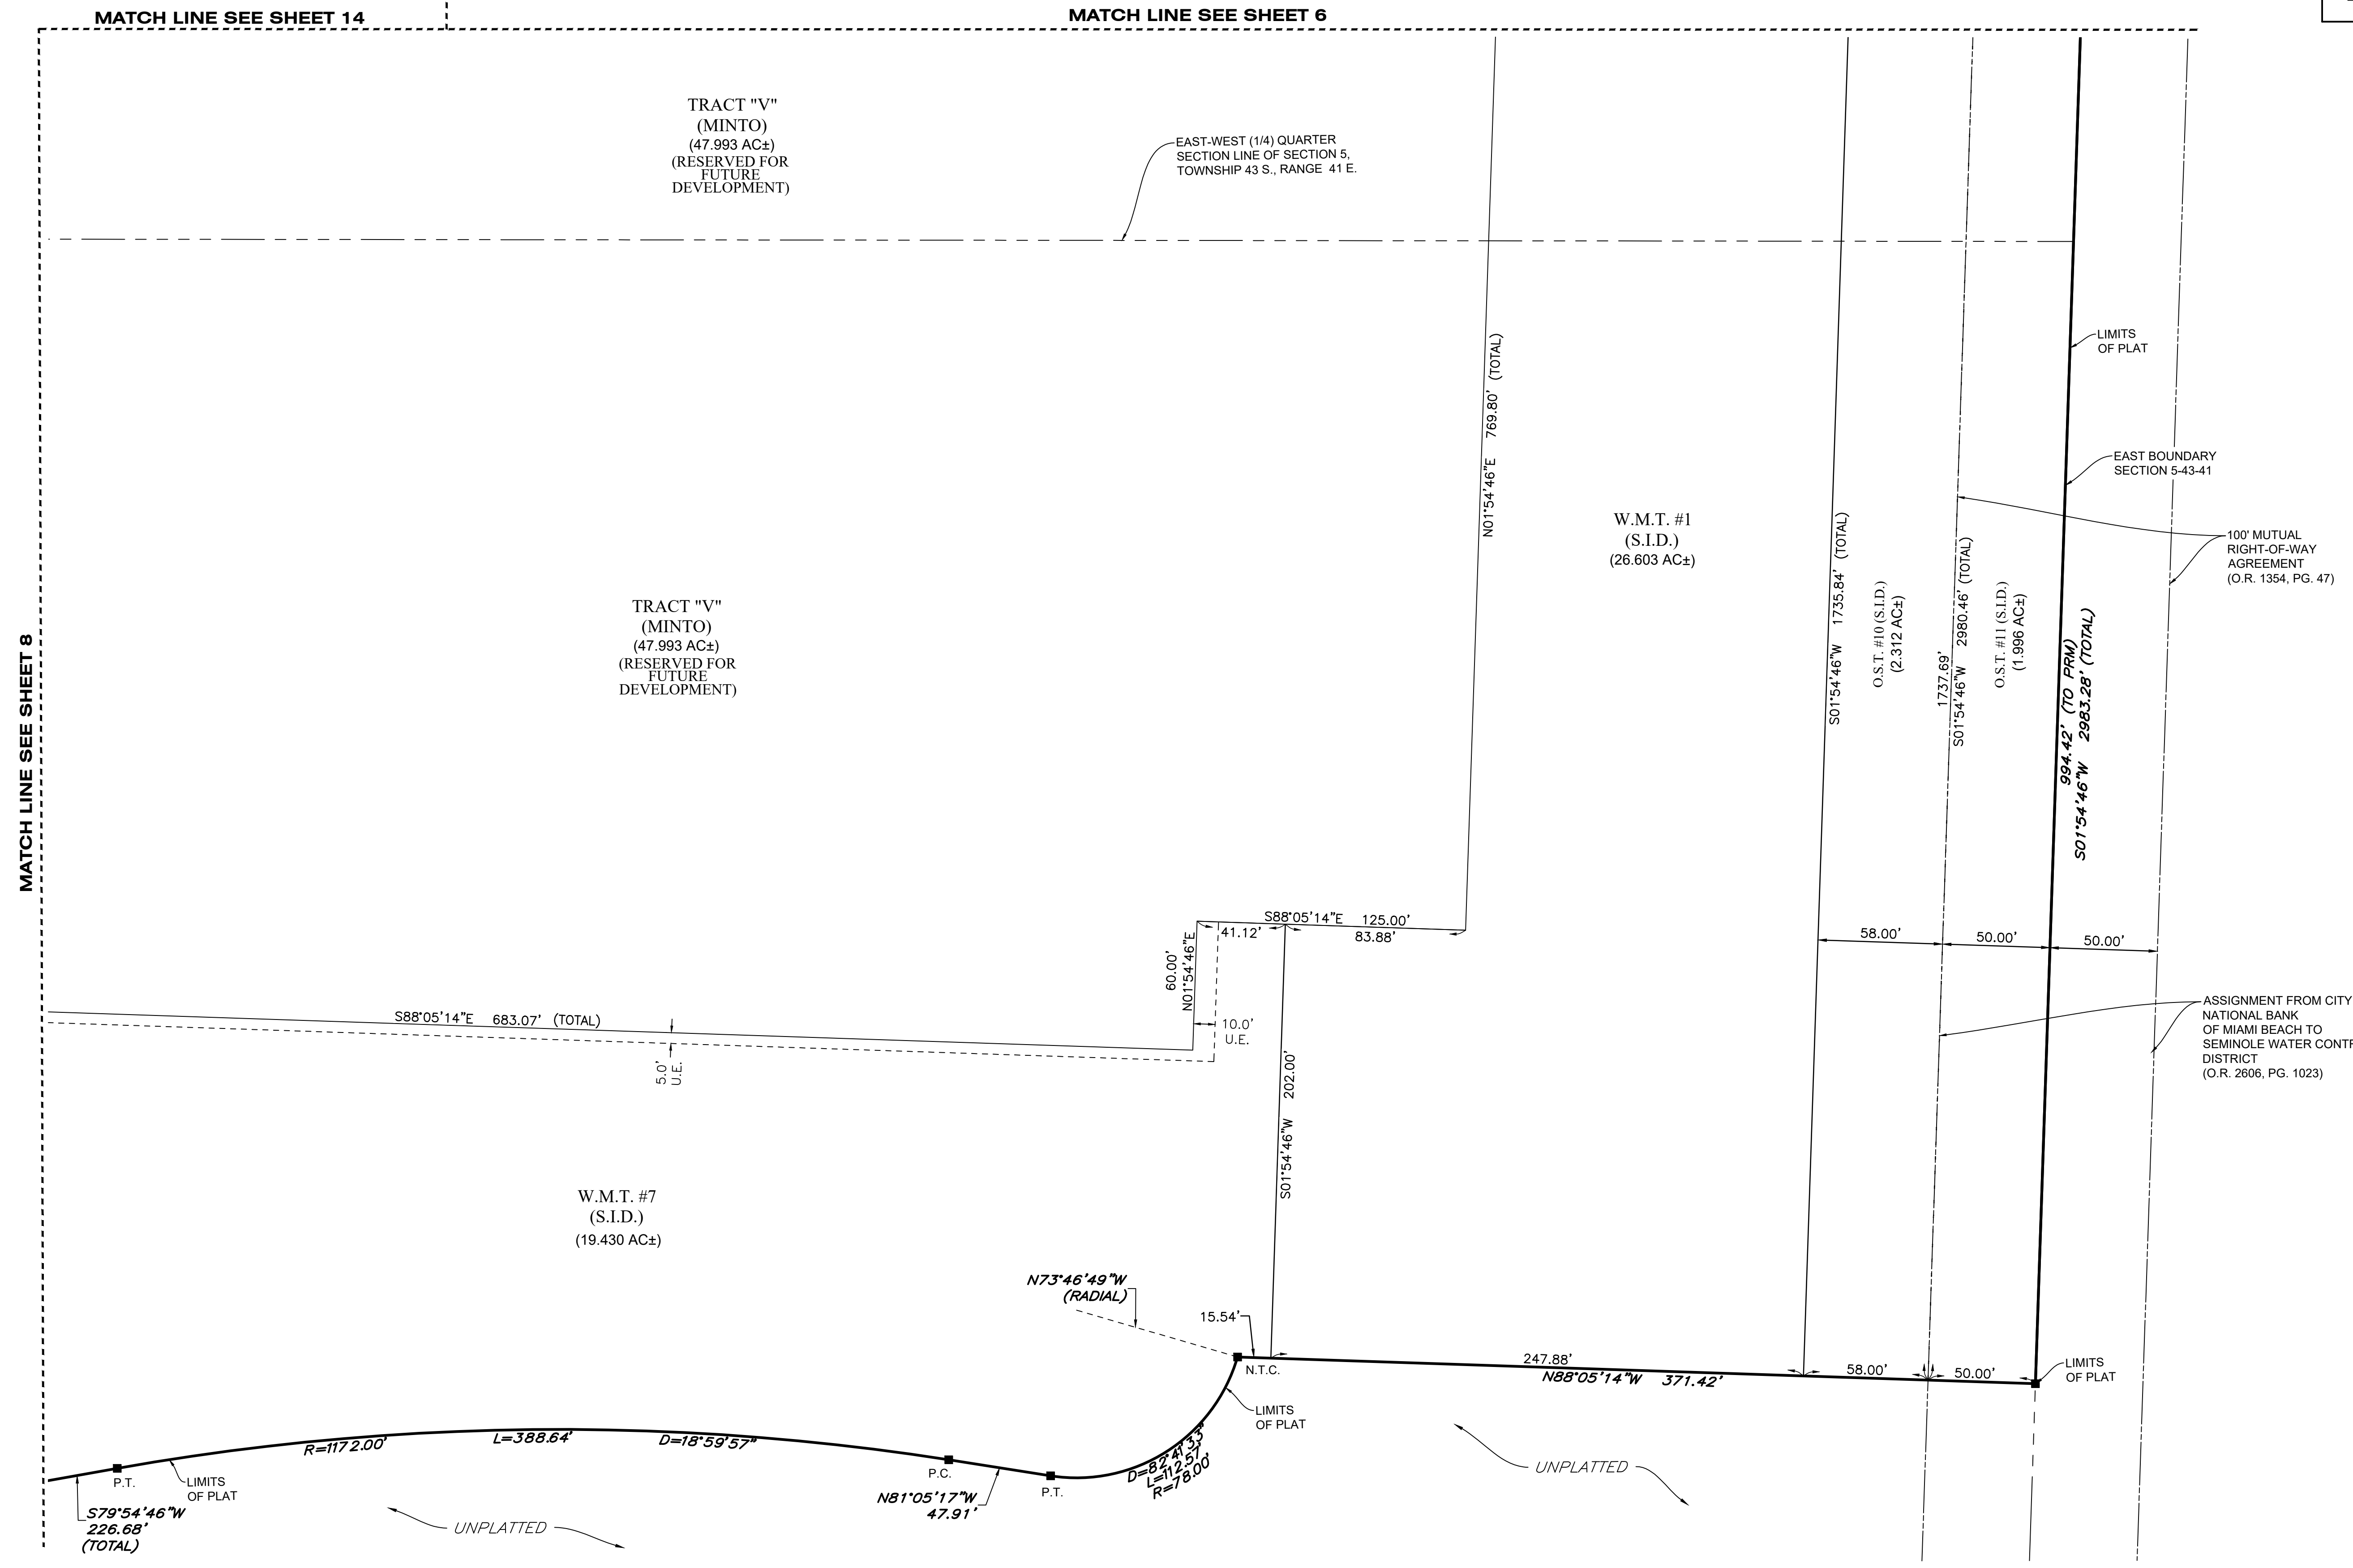 MATCH LINE SEE SHEET 14
MATCH LINE SEE SHEET 6
TRACT "V"
(MINTO)
(47.993 AC±)
(RESERVED FOR
FUTURE
DEVELOPMENT)
EAST-WEST (1/4) QUARTER
SECTION LINE OF SECTION 5,
TOWNSHIP 43 S., RANGE 41 E.
LIMITS
OF PLAT
N01°54'46"E 769.80' (TOTAL)
EAST BOUNDARY
SECTION 5-43-41
W.M.T. #1
(S.I.D.)
(26.603 AC±)
100' MUTUAL
RIGHT-OF-WAY
AGREEMENT
(O.R. 1354, PG. 47)
S01°54'46"W 1735.84' (TOTAL)
O.S.T. #10 (S.I.D.)
(2.312 AC±)
1737.69'
S01°54'46"W 2980.46' (TOTAL)
O.S.T. #11 (S.I.D.)
(1.996 AC±)
994.42' (TO PRM)
S01°54'46"W 2983.28' (TOTAL)
TRACT "V"
(MINTO)
(47.993 AC±)
(RESERVED FOR
FUTURE
DEVELOPMENT)
MATCH LINE SEE SHEET 8
S88°05'14"E 125.00'
41.12'
83.88'
58.00'
50.00'
50.00'
60.00'
N01°54'46"E
S88°05'14"E 683.07' (TOTAL)
10.0'
U.E.
5.0'
U.E.
ASSIGNMENT FROM CITY
NATIONAL BANK
OF MIAMI BEACH TO
SEMINOLE WATER CONTR
DISTRICT
(O.R. 2606, PG. 1023)
S01°54'46"W 202.00'
W.M.T. #7
(S.I.D.)
(19.430 AC±)
N73°46'49"W
(RADIAL)
15.54'
N.T.C.
247.88'
N88°05'14"W 371.42'
58.00'
50.00'
LIMITS
OF PLAT
LIMITS
OF PLAT
R=1172.00'
L=388.64'
D=18°59'57"
D=82°41'33"
L=112.57'
R=78.00'
P.T.
LIMITS
OF PLAT
P.C.
P.T.
N81°05'17"W
47.91'
S79°54'46"W
226.68'
(TOTAL)
UNPLATTED
UNPLATTED